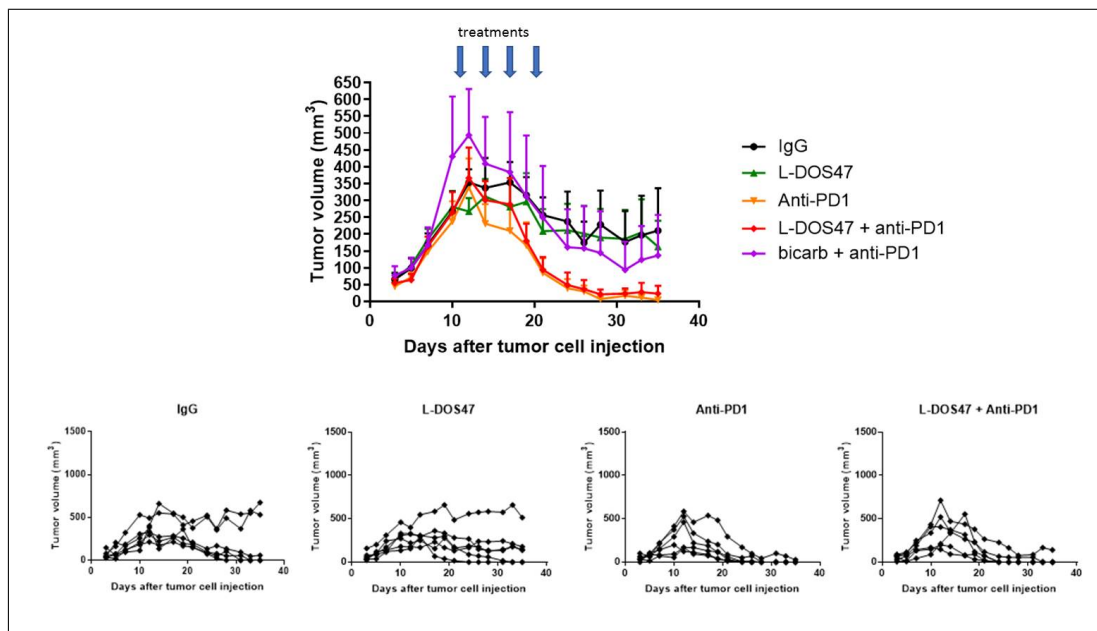 treatments
650
600
550
500
450
400
350
300
250
200
150
100
50
0
Tumor volume (mm³)
0 10 20 30 40
Days after tumor cell injection
IgG
L-DOS47
Anti-PD1
L-DOS47 + anti-PD1
bicarb + anti-PD1
IgG
1500
1000
500
0
Tumor volume (mm³)
0 10 20 30 40
Days after tumor cell injection
L-DOS47
1500
1000
500
0
Tumor volume (mm³)
0 10 20 30 40
Days after tumor cell injection
Anti-PD1
1500
1000
500
0
Tumor volume (mm³)
0 10 20 30 40
Days after tumor cell injection
L-DOS47 + Anti-PD1
1500
1000
500
0
Tumor volume (mm³)
0 10 20 30 40
Days after tumor cell injection